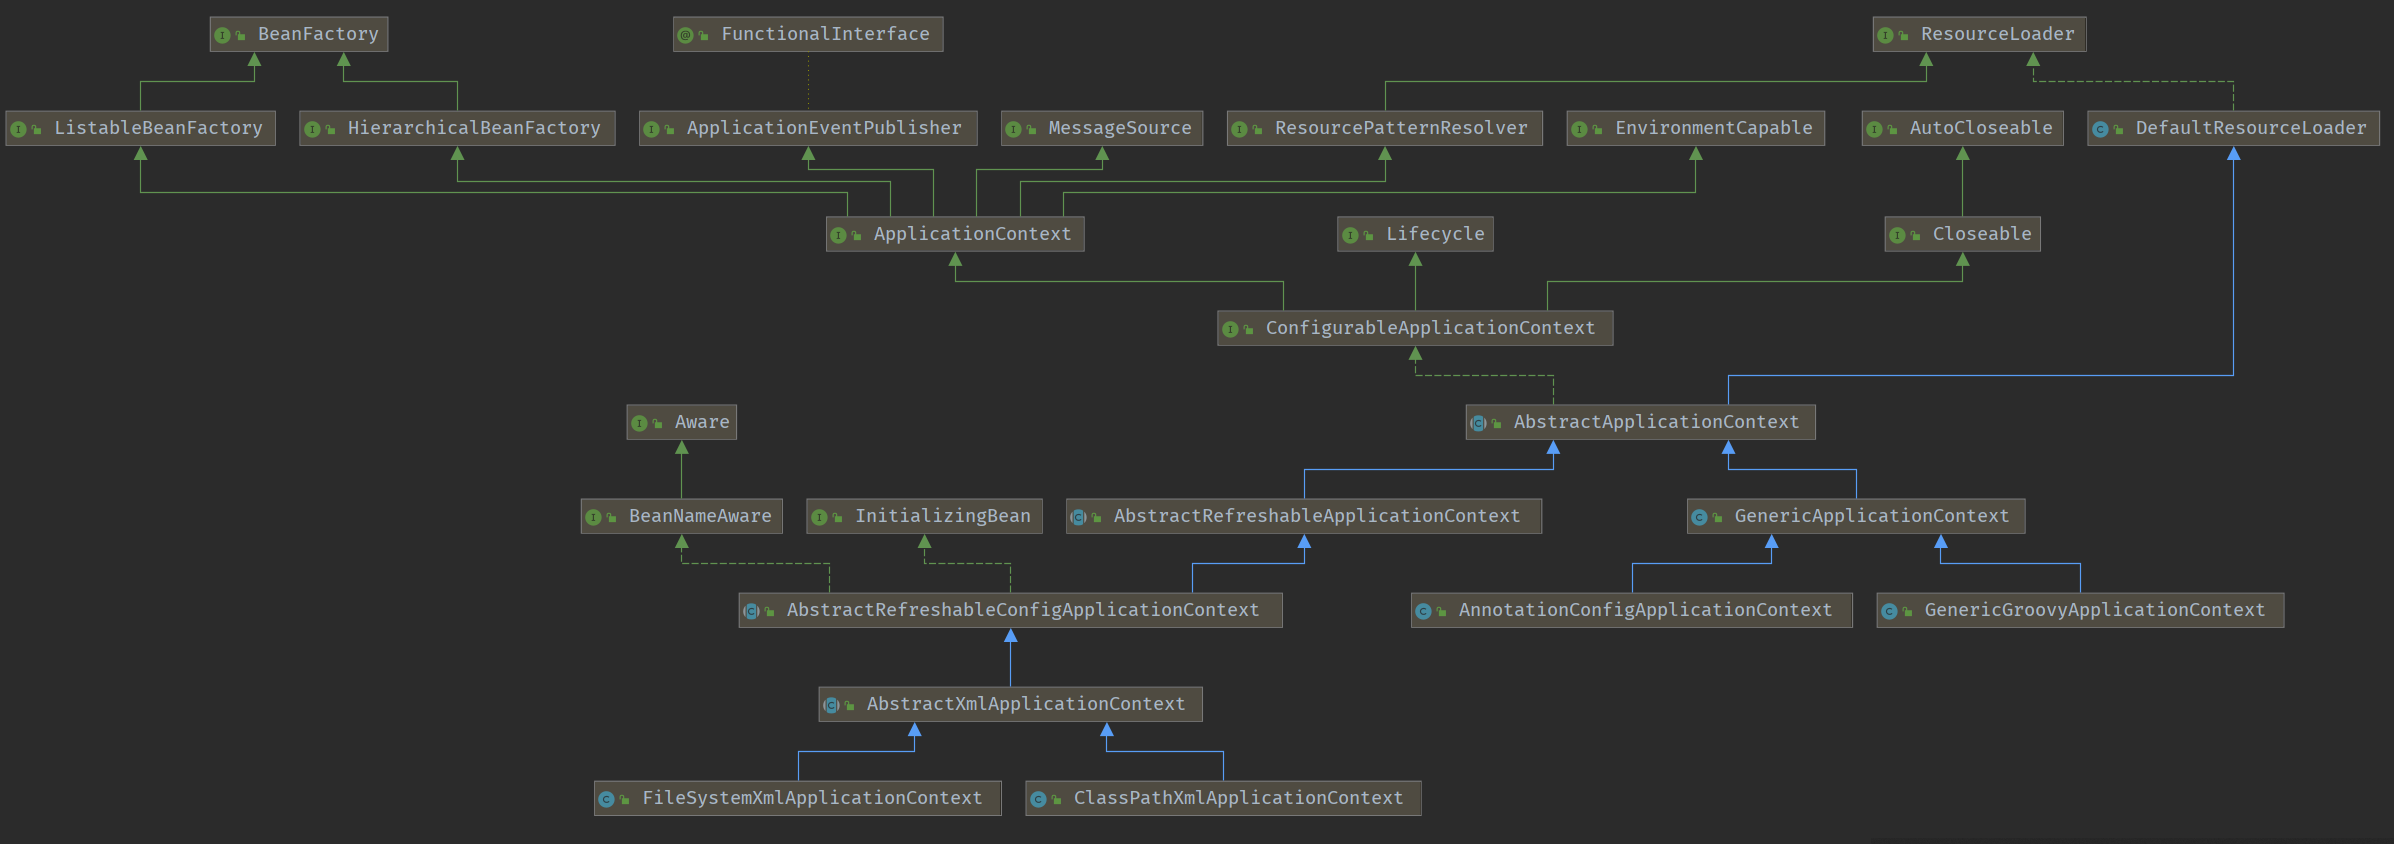 BeanFactory
FunctionalInterface
ResourceLoader
ListableBeanFactory
HierarchicalBeanFactory
ApplicationEventPublisher
MessageSource
ResourcePatternResolver
EnvironmentCapable
AutoCloseable
DefaultResourceLoader
ApplicationContext
Lifecycle
Closeable
ConfigurableApplicationContext
Aware
AbstractApplicationContext
BeanNameAware
InitializingBean
AbstractRefreshableApplicationContext
GenericApplicationContext
AbstractRefreshableConfigApplicationContext
AnnotationConfigApplicationContext
GenericGroovyApplicationContext
AbstractXmlApplicationContext
FileSystemXmlApplicationContext
ClassPathXmlApplicationContext